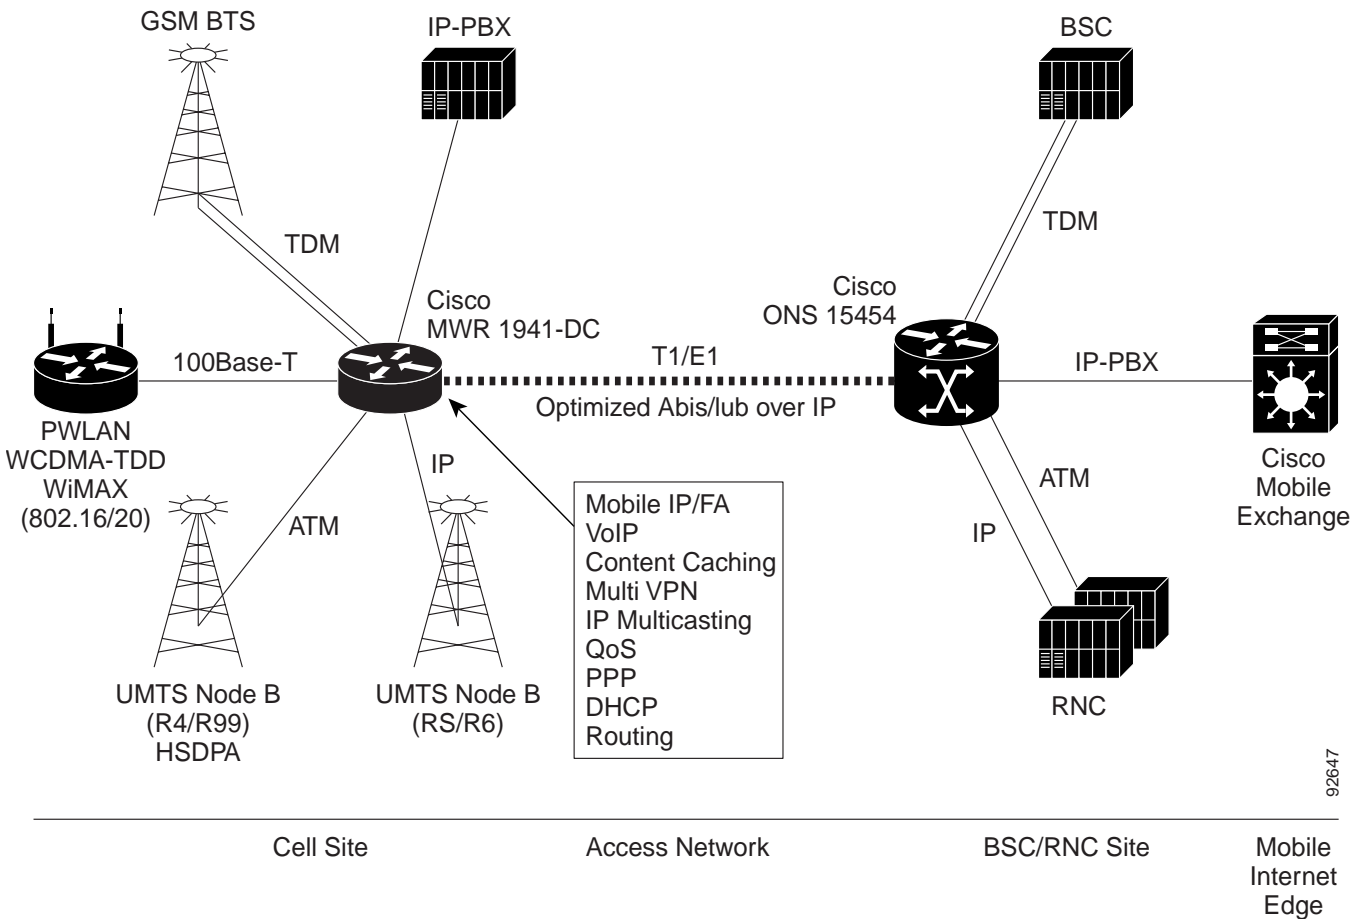 GSM BTS
IP-PBX
BSC
TDM
TDM
Cisco
MWR 1941-DC
Cisco
ONS 15454
100Base-T
T1/E1
IP-PBX
Optimized Abis/lub over IP
PWLAN
WCDMA-TDD
WiMAX
(802.16/20)
IP
ATM
ATM
IP
Cisco
Mobile
Exchange
Mobile IP/FA
VoIP
Content Caching
Multi VPN
IP Multicasting
QoS
PPP
DHCP
Routing
UMTS Node B
(R4/R99)
HSDPA
UMTS Node B
(RS/R6)
RNC
92647
Cell Site
Access Network
BSC/RNC Site
Mobile
Internet
Edge